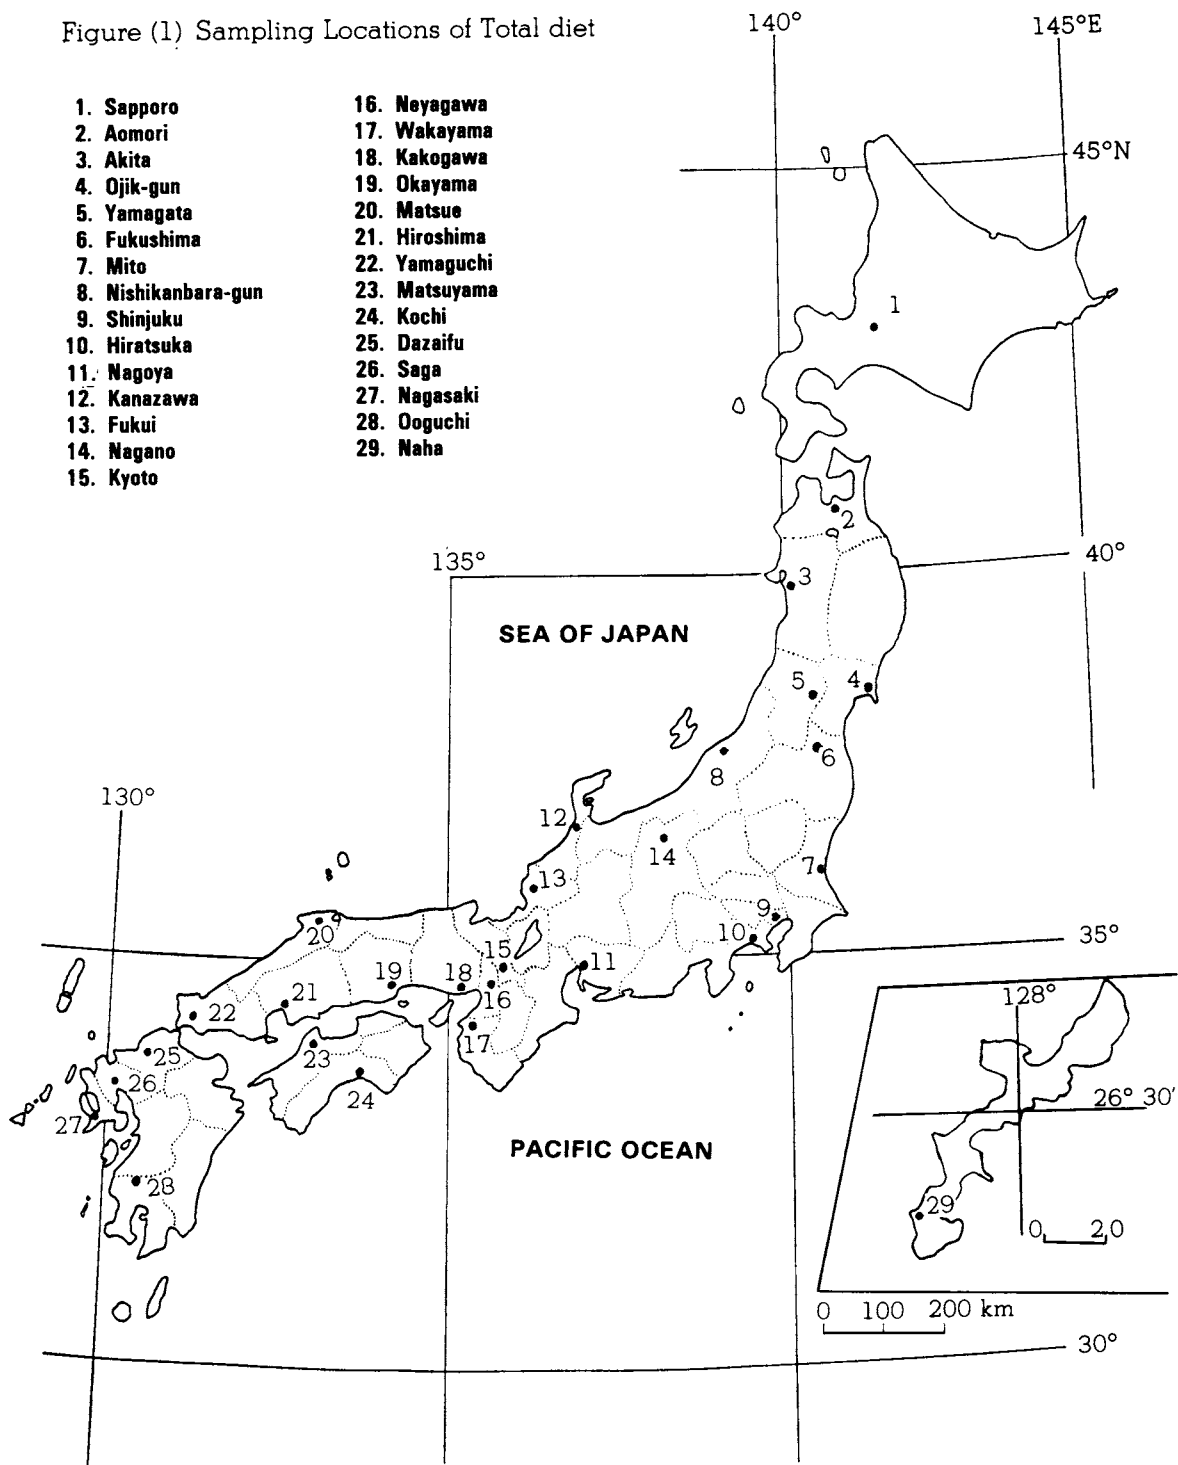 Figure (1) Sampling Locations of Total diet
1. Sapporo
2. Aomori
3. Akita
4. Ojik-gun
5. Yamagata
6. Fukushima
7. Mito
8. Nishikanbara-gun
9. Shinjuku
10. Hiratsuka
11. Nagoya
12. Kanazawa
13. Fukui
14. Nagano
15. Kyoto
16. Neyagawa
17. Wakayama
18. Kakogawa
19. Okayama
20. Matsue
21. Hiroshima
22. Yamaguchi
23. Matsuyama
24. Kochi
25. Dazaifu
26. Saga
27. Nagasaki
28. Ooguchi
29. Naha
140°
145°E
45°N
1
2
135°
40°
3
SEA OF JAPAN
5
4
6
8
130°
12
14
7
13
9
20
10
35°
15
11
19
18
16
21
22
128°
17
23
25
26
24
26° 30'
27
PACIFIC OCEAN
28
29
0 20
0 100 200 km
30°